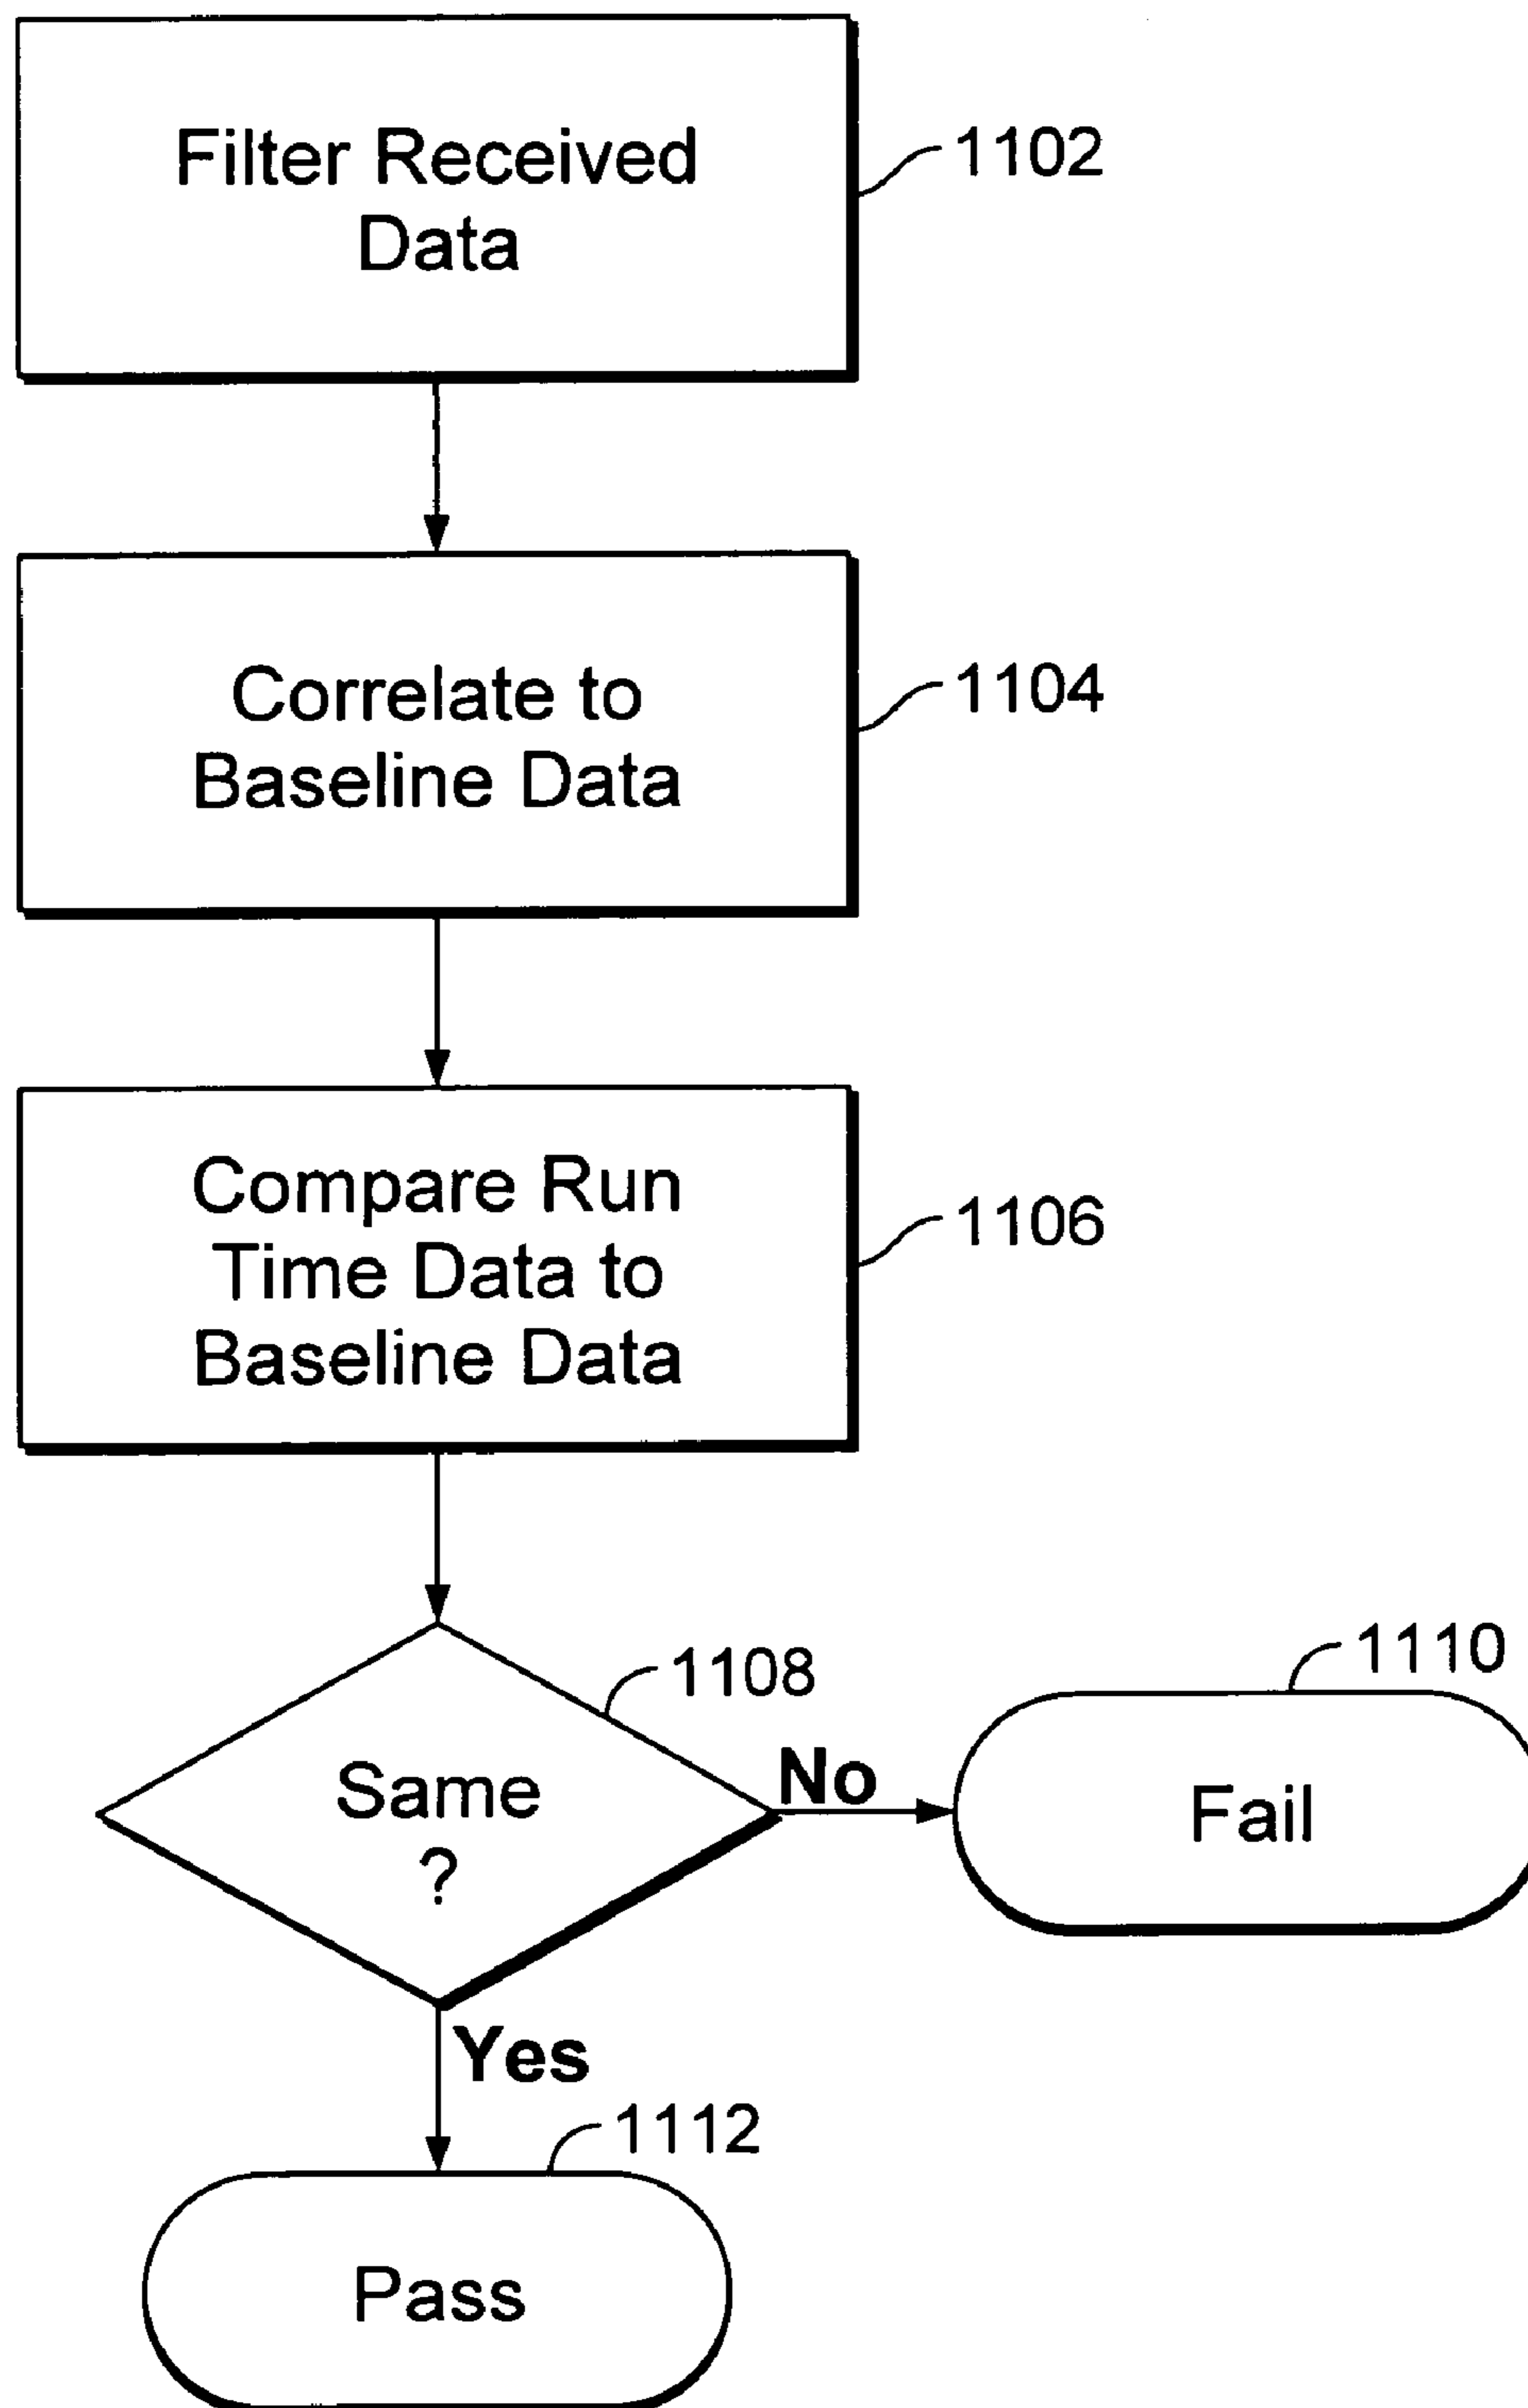 Filter Received
Data
1102
Correlate to
Baseline Data
1104
Compare Run
Time Data to
Baseline Data
1106
1108
Same
?
No
1110
Fail
Yes
1112
Pass